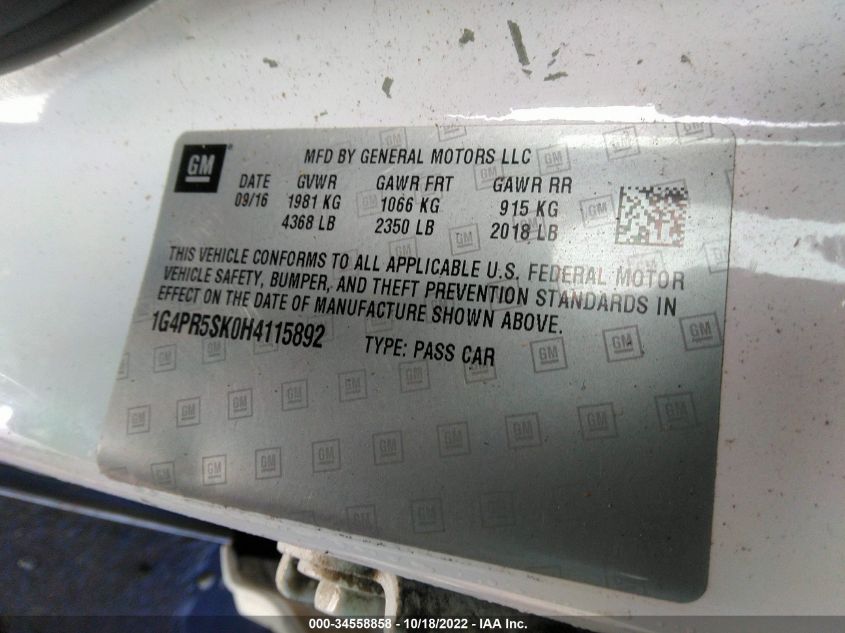 GM
MFD BY GENERAL MOTORS LLC
DATE GVWR GAWR FRT GAWR RR
09/16 1981 KG 1066 KG 915 KG
4368 LB 2350 LB 2018 LB
THIS VEHICLE CONFORMS TO ALL APPLICABLE U.S. FEDERAL MOTOR
VEHICLE SAFETY, BUMPER, AND THEFT PREVENTION STANDARDS IN
EFFECT ON THE DATE OF MANUFACTURE SHOWN ABOVE.
1G4PR5SK0H4115892 TYPE: PASS CAR
000-34558858 - 10/18/2022 - IAA Inc.